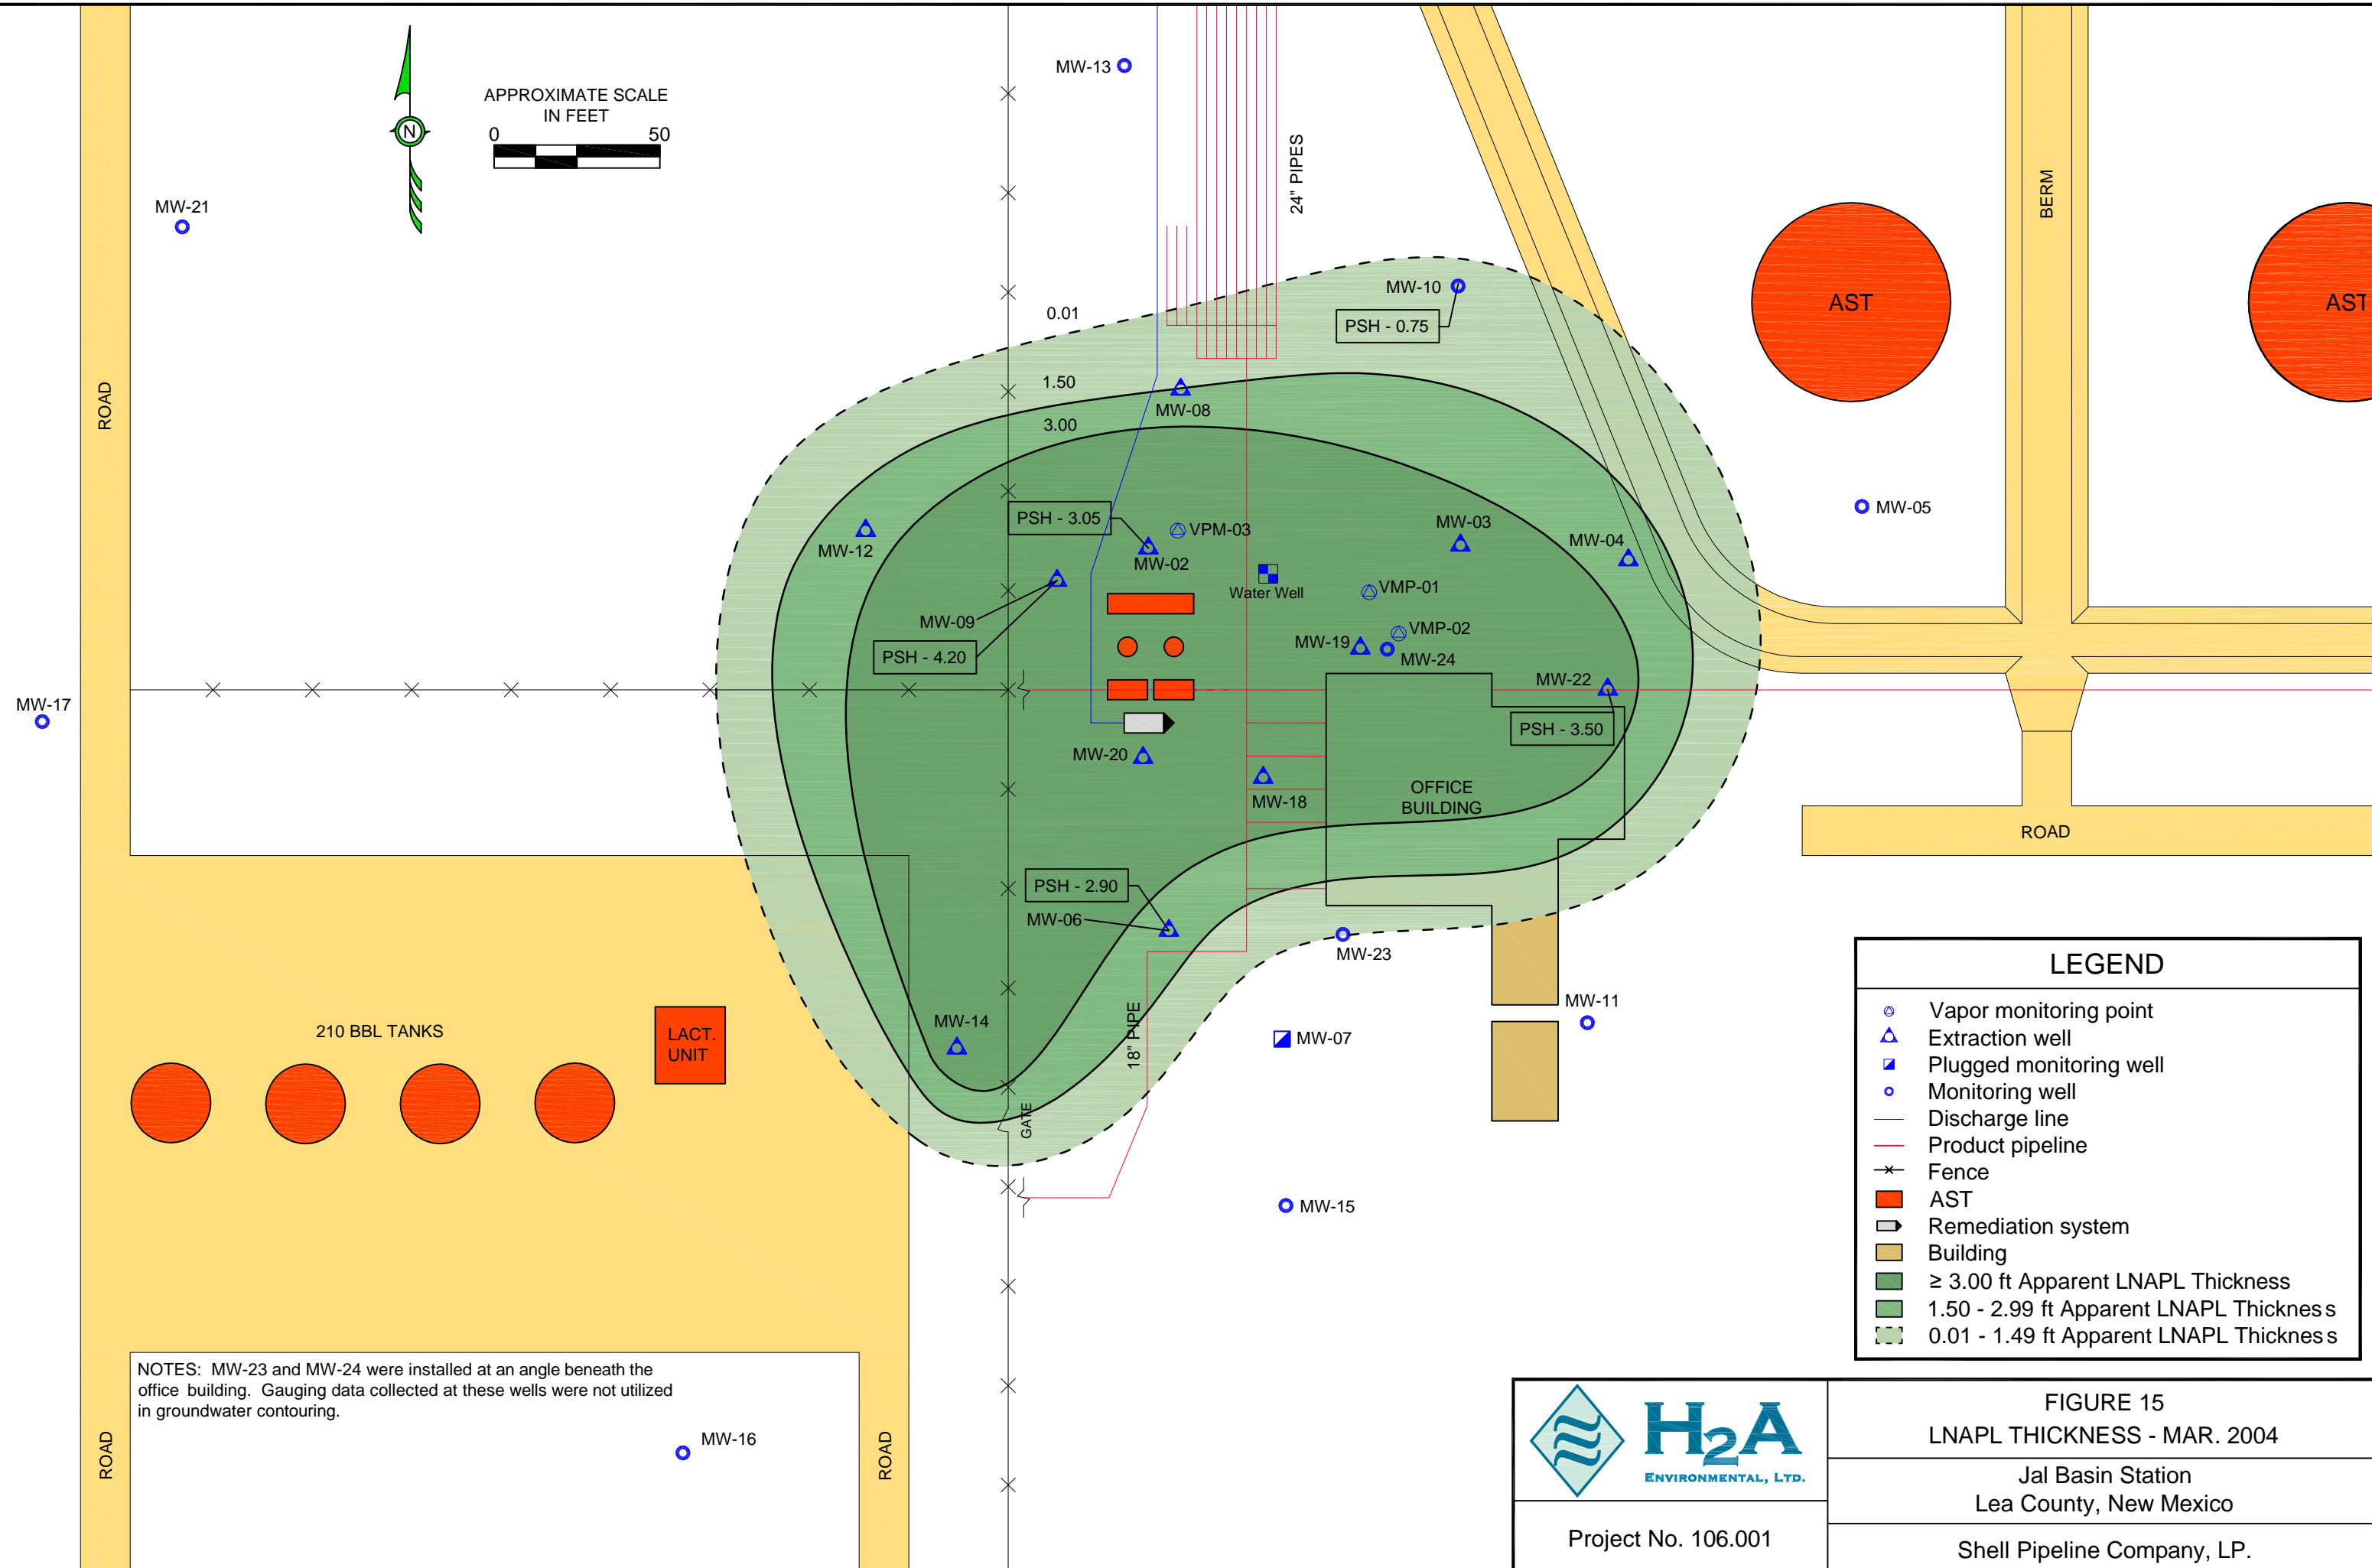 MW-13
APPROXIMATE SCALE
IN FEET
0 50
N
24" PIPES
BERM
MW-21
AST
AST
MW-10
PSH - 0.75
0.01
1.50
3.00
MW-08
ROAD
MW-05
PSH - 3.05
VPM-03
MW-02
MW-03
MW-04
MW-12
Water Well
VMP-01
MW-09
PSH - 4.20
VMP-02
MW-19
MW-24
MW-22
PSH - 3.50
MW-17
MW-20
MW-18
OFFICE
BUILDING
ROAD
PSH - 2.90
MW-06
MW-23
MW-11
MW-14
18" PIPE
MW-07
GATE
210 BBL TANKS
LACT.
UNIT
MW-15
LEGEND
Vapor monitoring point
Extraction well
Plugged monitoring well
Monitoring well
Discharge line
Product pipeline
Fence
AST
Remediation system
Building
≥ 3.00 ft Apparent LNAPL Thickness
1.50 - 2.99 ft Apparent LNAPL Thickness
0.01 - 1.49 ft Apparent LNAPL Thickness
NOTES: MW-23 and MW-24 were installed at an angle beneath the
office building. Gauging data collected at these wells were not utilized
in groundwater contouring.
ROAD
ROAD
MW-16
H2A
ENVIRONMENTAL, LTD.
Project No. 106.001
FIGURE 15
LNAPL THICKNESS - MAR. 2004
Jal Basin Station
Lea County, New Mexico
Shell Pipeline Company, LP.